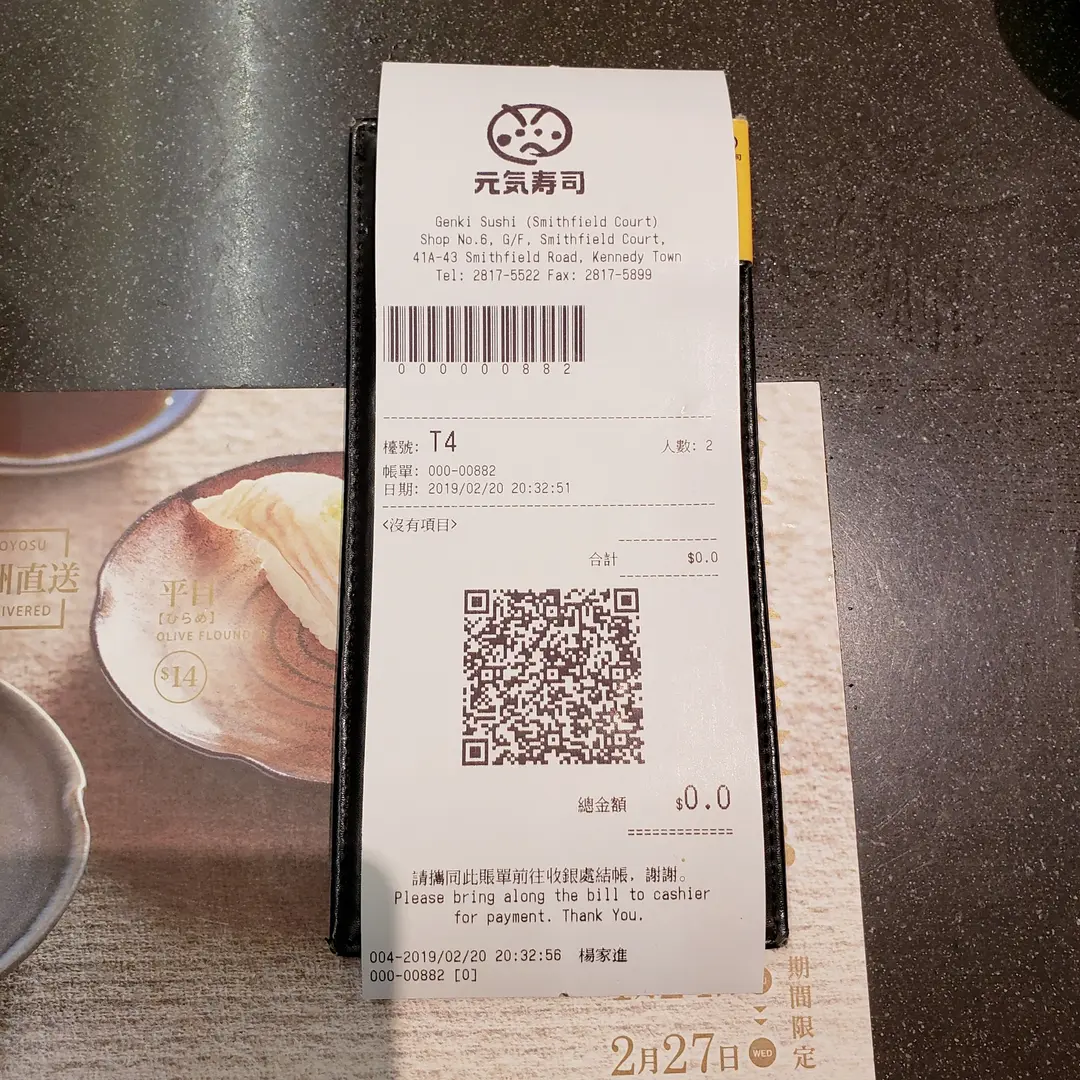 元気寿司
Genki Sushi (Smithfield Court)
Shop No.6, G/F, Smithfield Court,
41A-43 Smithfield Road, Kennedy Town
Tel: 2817-5522 Fax: 2817-5899
000000882
檯號: T4 人數: 2
帳單: 000-00882
日期: 2019/02/20 20:32:51
<沒有項目>
合計 $0.0
總金額 $0.0
請攜同此賬單前往收銀處結帳，謝謝。
Please bring along the bill to cashier
for payment. Thank You.
004-2019/02/20 20:32:56 楊家進
000-00882 [0]
直送
平目
【ひらめ】
OLIVE FLOUND
$14
期間限定
2月27日 WED